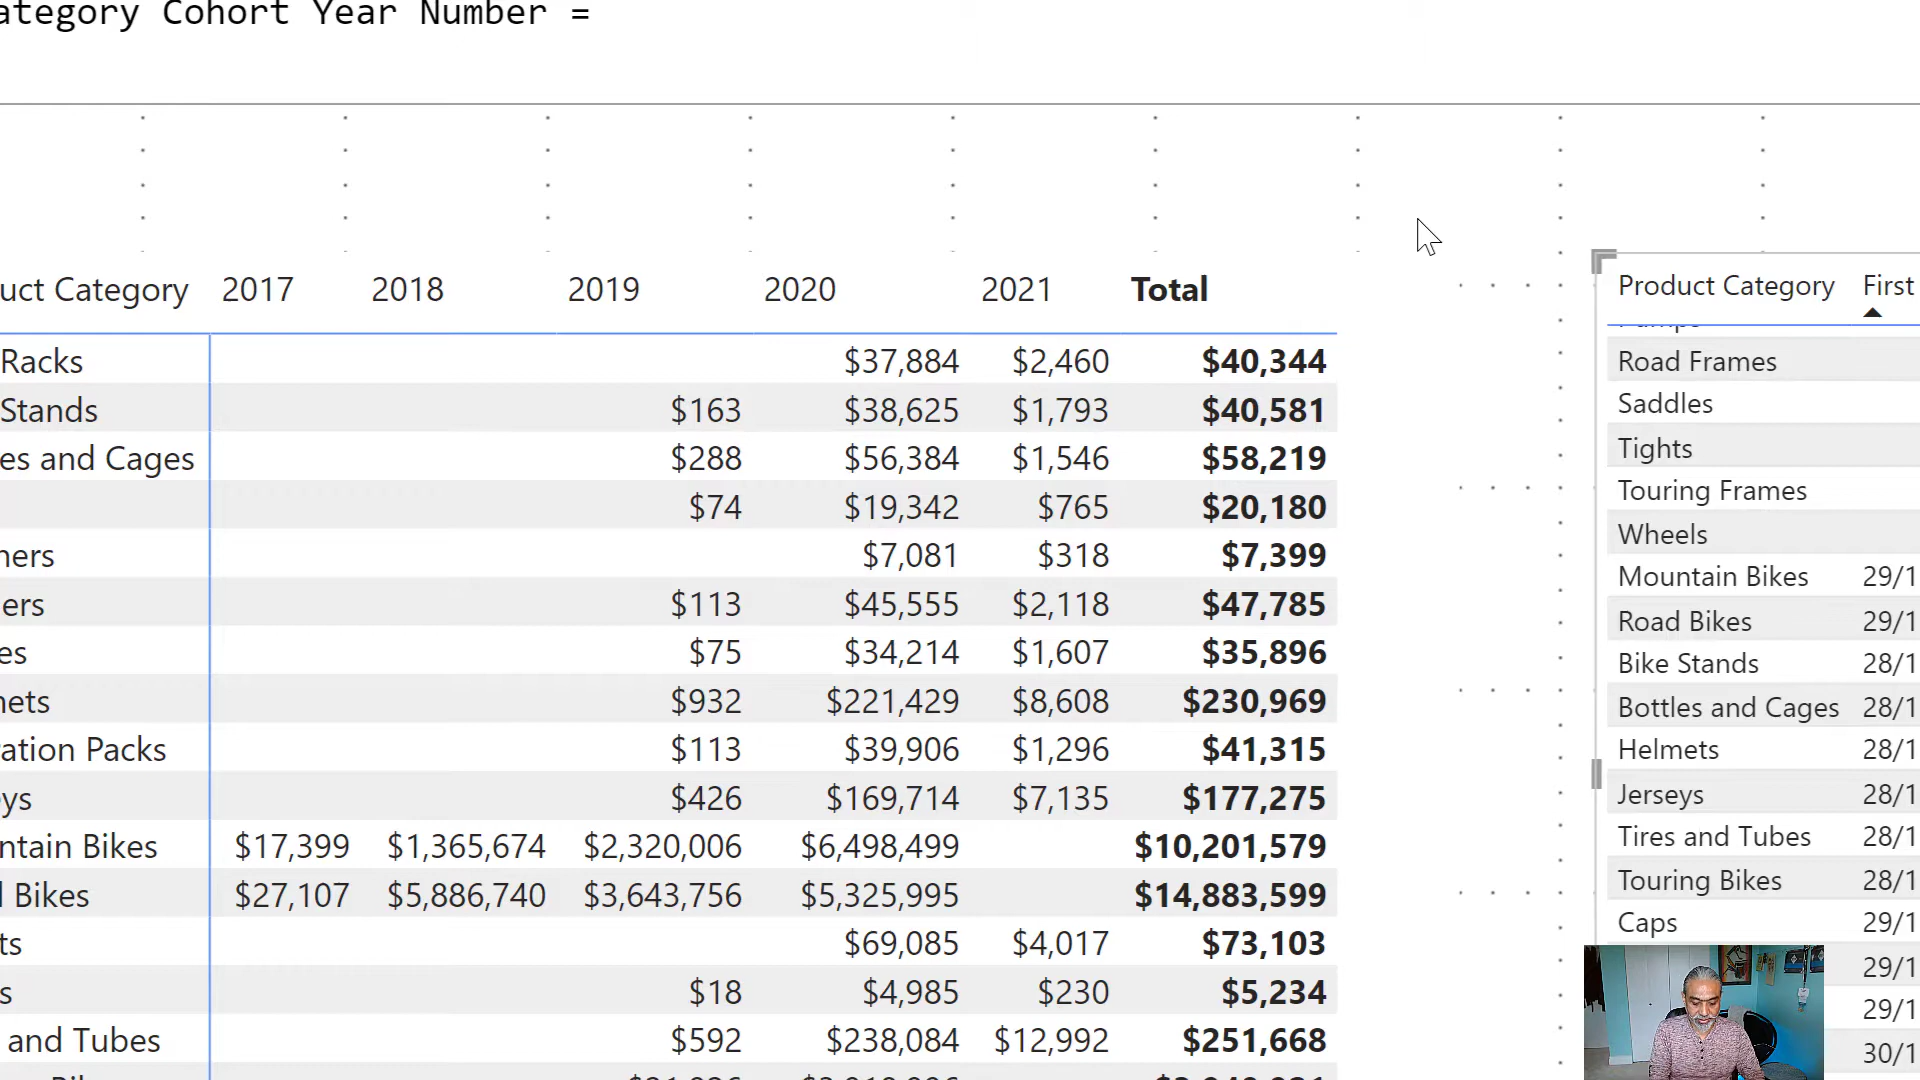 ategory Cohort Year Number =
uct Category 2017 2018 2019 2020 2021 Total
Racks $37,884 $2,460 $40,344
Stands $163 $38,625 $1,793 $40,581
es and Cages $288 $56,384 $1,546 $58,219
$74 $19,342 $765 $20,180
ners $7,081 $318 $7,399
ers $113 $45,555 $2,118 $47,785
es $75 $34,214 $1,607 $35,896
nets $932 $221,429 $8,608 $230,969
ration Packs $113 $39,906 $1,296 $41,315
ys $426 $169,714 $7,135 $177,275
ntain Bikes $17,399 $1,365,674 $2,320,006 $6,498,499 $10,201,579
d Bikes $27,107 $5,886,740 $3,643,756 $5,325,995 $14,883,599
ts $69,085 $4,017 $73,103
s $18 $4,985 $230 $5,234
and Tubes $592 $238,084 $12,992 $251,668
Product Category First
Road Frames
Saddles
Tights
Touring Frames
Wheels
Mountain Bikes 29/1
Road Bikes 29/1
Bike Stands 28/1
Bottles and Cages 28/1
Helmets 28/1
Jerseys 28/1
Tires and Tubes 28/1
Touring Bikes 28/1
Caps 29/1
29/1
29/1
30/1